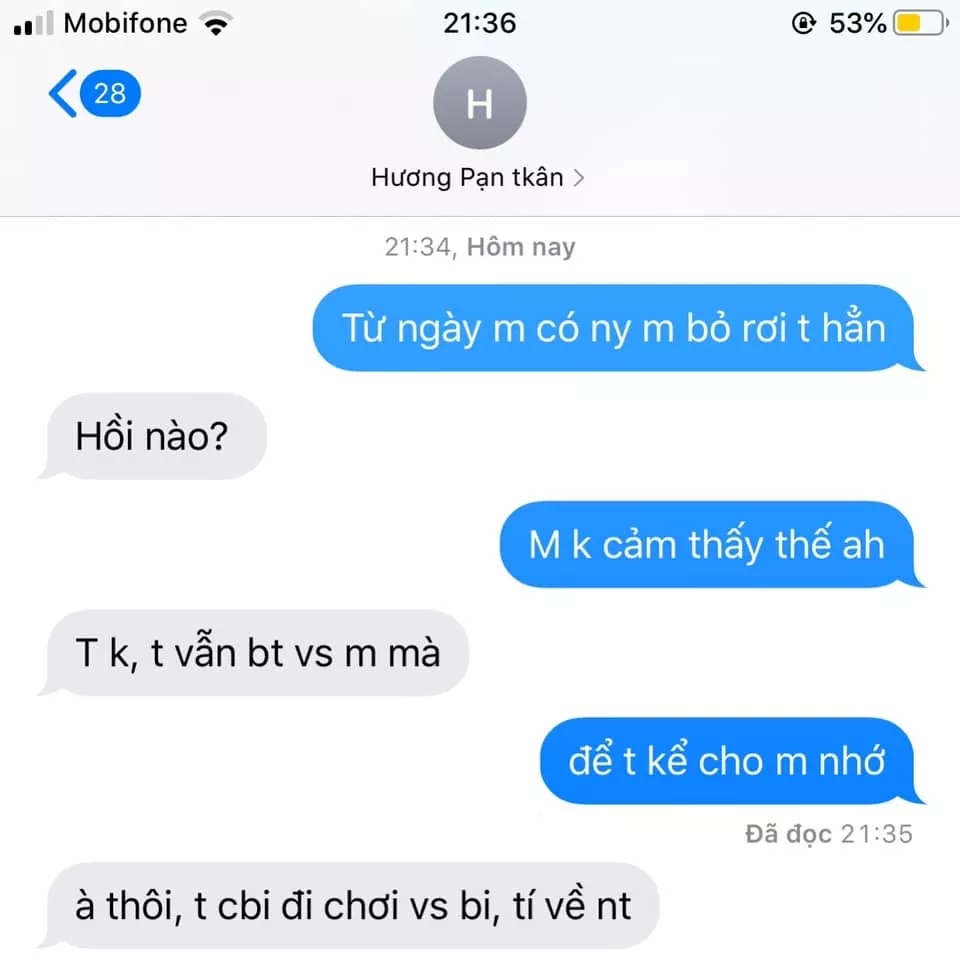 Mobifone 21:36 53%
28
H
Hương Pạn tkân
21:34, Hôm nay
Từ ngày m có ny m bỏ rơi t hẳn
Hồi nào?
M k cảm thấy thế ah
T k, t vẫn bt vs m mà
để t kể cho m nhớ
Đã đọc 21:35
à thôi, t cbi đi chơi vs bi, tí về nt